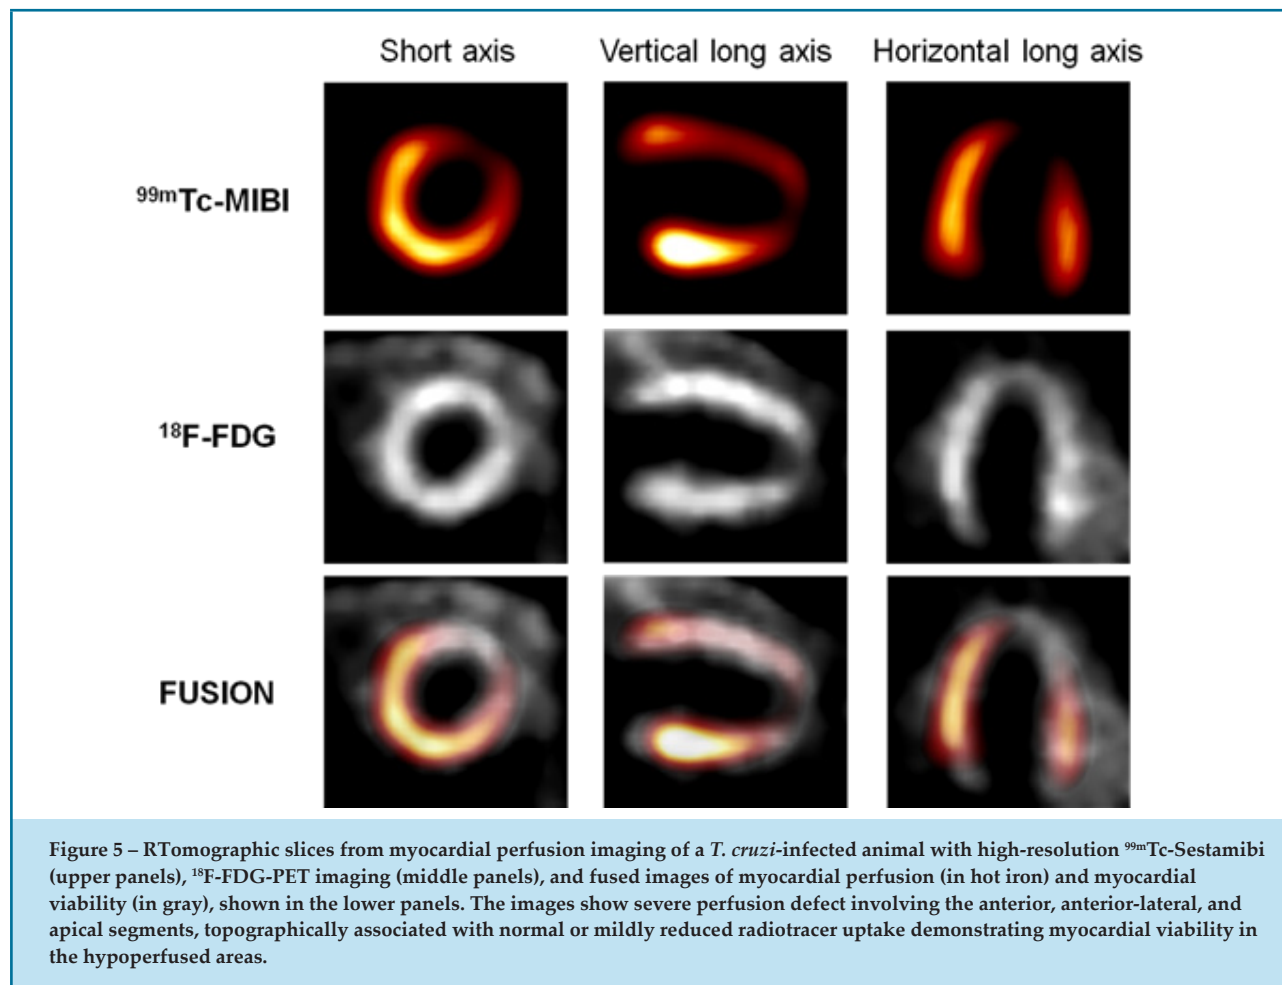 Short axis Vertical long axis Horizontal long axis
99mTc-MIBI
18F-FDG
FUSION
Figure 5 – RTomographic slices from myocardial perfusion imaging of a T. cruzi-infected animal with high-resolution 99mTc-Sestamibi
(upper panels), 18F-FDG-PET imaging (middle panels), and fused images of myocardial perfusion (in hot iron) and myocardial
viability (in gray), shown in the lower panels. The images show severe perfusion defect involving the anterior, anterior-lateral, and
apical segments, topographically associated with normal or mildly reduced radiotracer uptake demonstrating myocardial viability in
the hypoperfused areas.